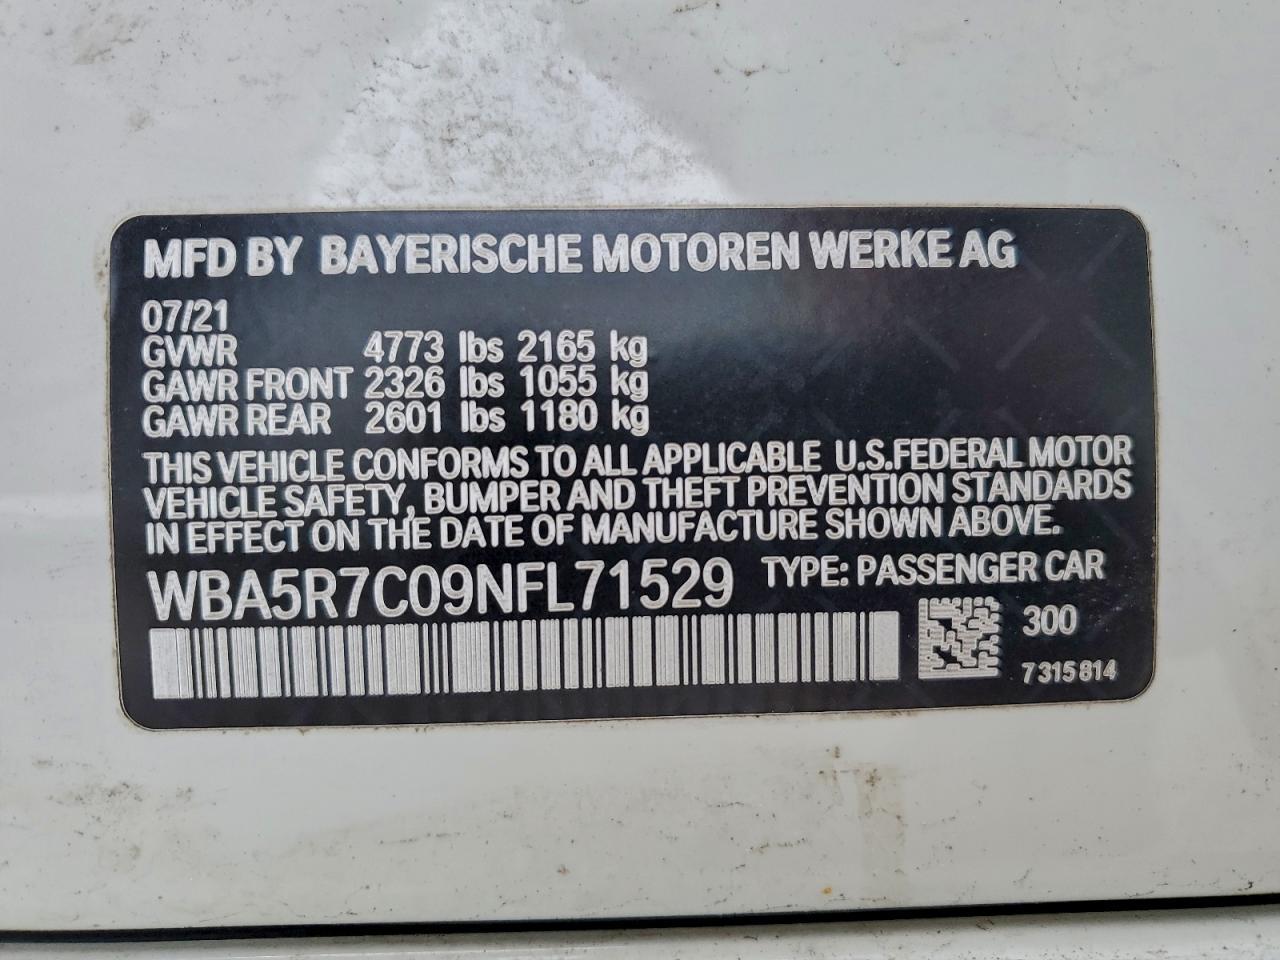 MFD BY BAYERISCHE MOTOREN WERKE AG
07/21
GVWR 4773 lbs 2165 kg
GAWR FRONT 2326 lbs 1055 kg
GAWR REAR 2601 lbs 1180 kg
THIS VEHICLE CONFORMS TO ALL APPLICABLE U.S.FEDERAL MOTOR
VEHICLE SAFETY, BUMPER AND THEFT PREVENTION STANDARDS
IN EFFECT ON THE DATE OF MANUFACTURE SHOWN ABOVE.
WBA5R7C09NFL71529 TYPE: PASSENGER CAR
300
7315814